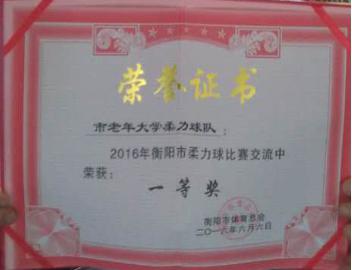 荣誉证书
市老年大学柔力球队：
2016年衡阳市柔力球比赛交流中
荣获：
一等奖
衡阳市体育总会
二〇一六年六月六日